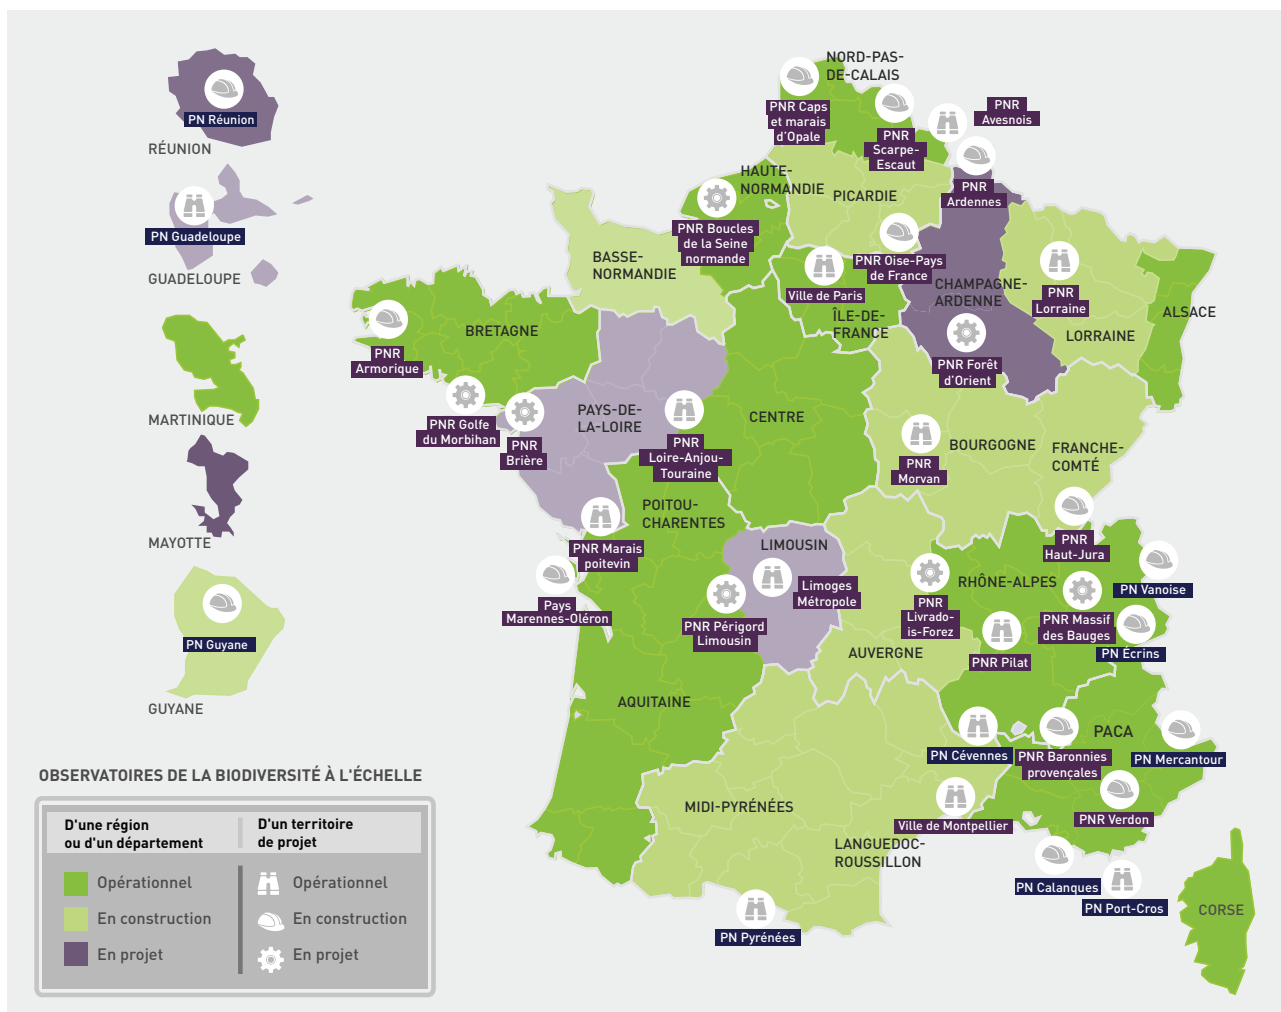 NORD-PAS-
DE-CALAIS
PNR Caps
et marais
d'Opale
PNR
Scarpe-
Escaut
PNR
Avesnois
PNR
Ardennes
PN Réunion
RÉUNION
PN Guadeloupe
GUADELOUPE
MARTINIQUE
MAYOTTE
PN Guyane
GUYANE
HAUTE-
NORMANDIE
PICARDIE
PNR Boucles
de la Seine
normande
PNR Oise-Pays
de France
BASSE-
NORMANDIE
Ville de Paris
ÎLE-DE-
FRANCE
CHAMPAGNE-
ARDENNE
PNR
Lorraine
LORRAINE
ALSACE
BRETAGNE
PNR
Armorique
PNR Forêt
d'Orient
PNR Golfe
du Morbihan
PNR
Brière
PAYS-DE-
LA-LOIRE
PNR
Loire-Anjou-
Touraine
CENTRE
PNR
Morvan
BOURGOGNE
FRANCHE-
COMTÉ
POITOU-
CHARENTES
PNR Marais
poitevin
LIMOUSIN
Limoges
Métropole
PNR
Haut-Jura
RHÔNE-ALPES
PN Vanoise
Pays
Marennes-Oléron
PNR Périgord
Limousin
PNR
Livrado-
is-Forez
PNR Massif
des Bauges
PN Écrins
PNR Pilat
AUVERGNE
AQUITAINE
PN Cévennes
PNR Baronnies
provençales
PACA
PN Mercantour
MIDI-PYRÉNÉES
Ville de Montpellier
PNR Verdon
LANGUEDOC-
ROUSSILLON
PN Calanques
PN Port-Cros
PN Pyrénées
CORSE
OBSERVATOIRES DE LA BIODIVERSITÉ À L'ÉCHELLE
D'une région
ou d'un département
Opérationnel
En construction
En projet
D'un territoire
de projet
Opérationnel
En construction
En projet